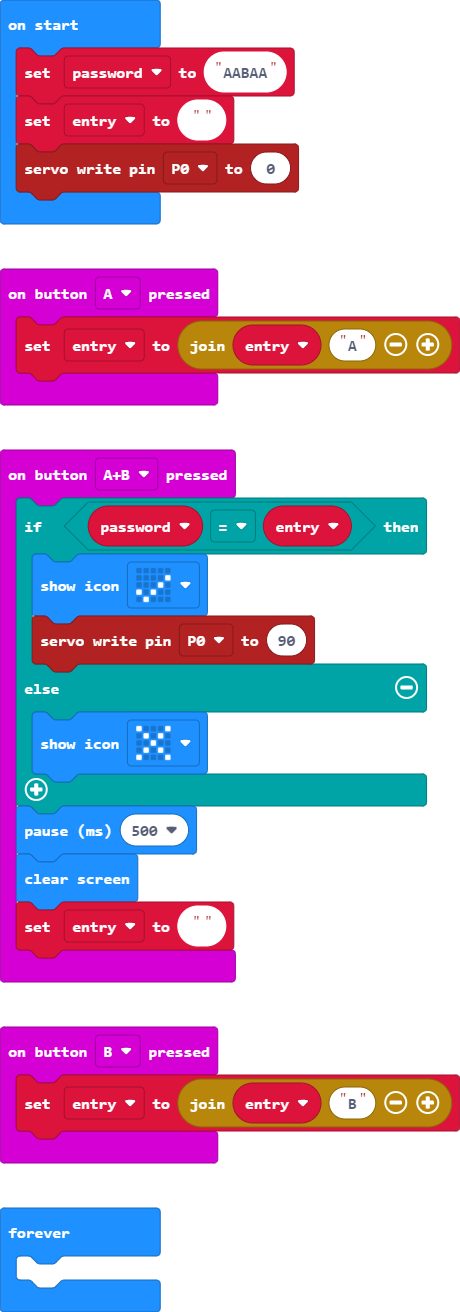 on start
set password to "AABAA"
set entry to " "
servo write pin P0 to 0
on button A pressed
set entry to join entry "A"
on button A+B pressed
if password = entry then
show icon
servo write pin P0 to 90
else
show icon
pause (ms) 500
clear screen
set entry to " "
on button B pressed
set entry to join entry "B"
forever